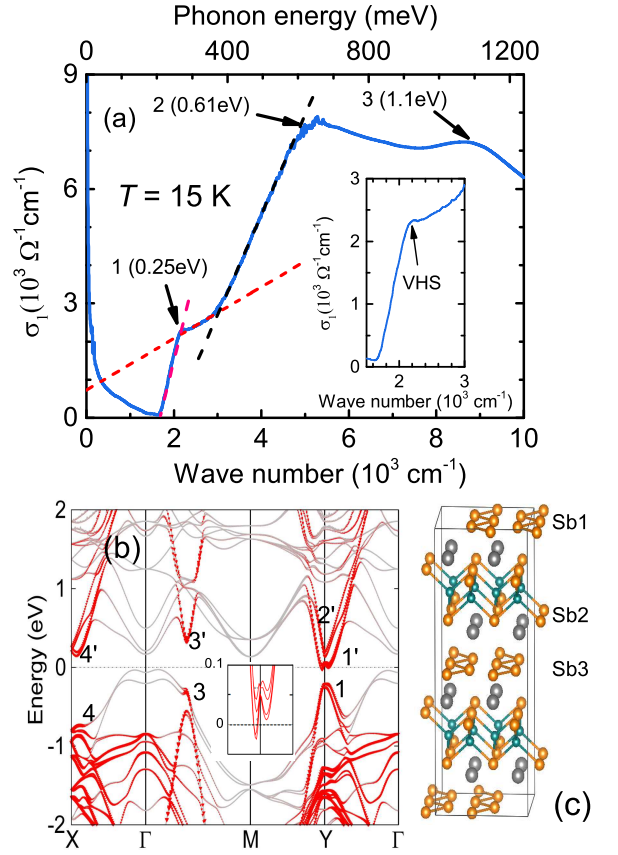 Phonon energy (meV)
0 300 600 900 1200
(a)
2 (0.61eV)
3 (1.1eV)
T = 15 K
1 (0.25eV)
9
6
3
0
σ₁(10³ Ω⁻¹cm⁻¹)
3
2
1
0
σ₁(10³ Ω⁻¹cm⁻¹)
VHS
2 3
Wave number (10³ cm⁻¹)
0 2 4 6 8 10
Wave number (10³ cm⁻¹)
(b)
2
1
0
-1
-2
Energy (eV)
4'
4
3'
3
2'
1'
1
0.1
0
X Γ M Y Γ
Sb1
Sb2
Sb3
(c)